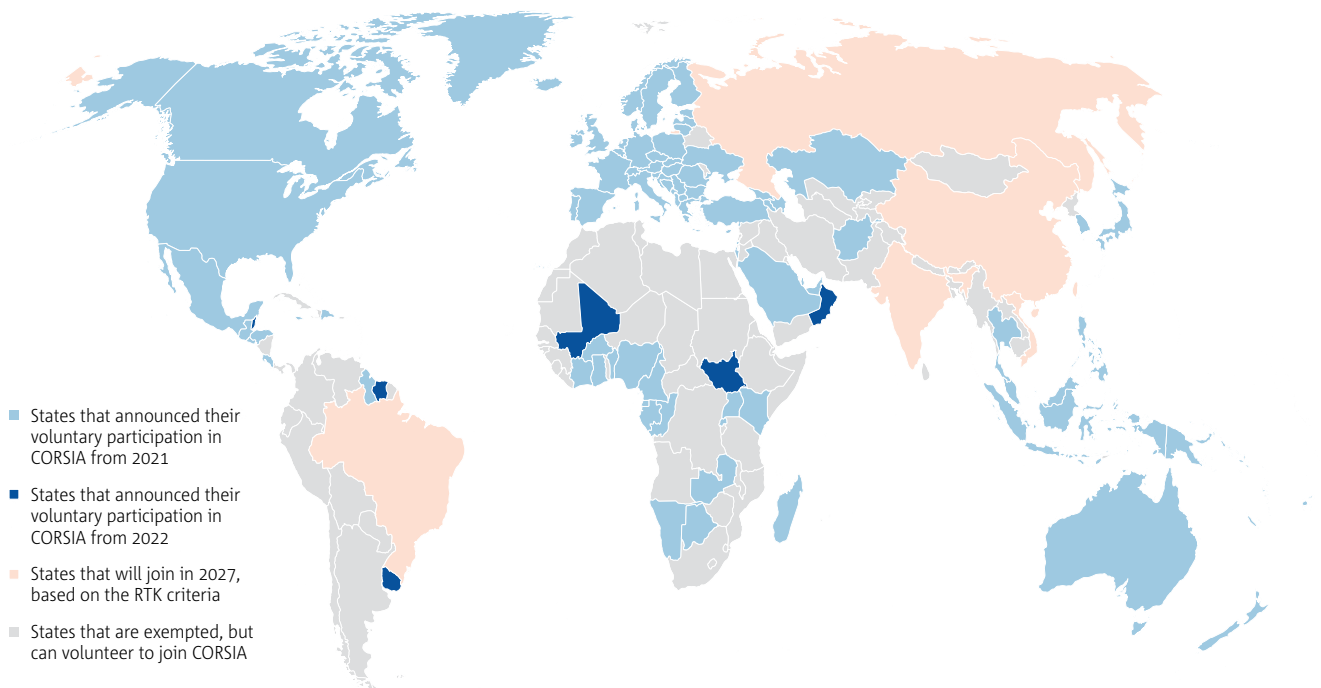 States that announced their
voluntary participation in
CORSIA from 2021
States that announced their
voluntary participation in
CORSIA from 2022
States that will join in 2027,
based on the RTK criteria
States that are exempted, but
can volunteer to join CORSIA